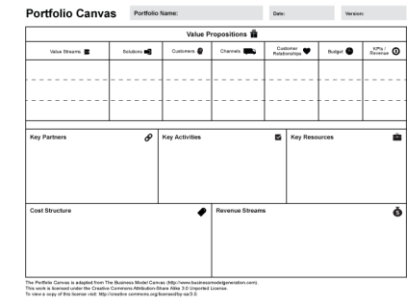 Portfolio Canvas
Portfolio Name:
Date:
Version:
Value Propositions
Value Streams
Solutions
Customers
Channels
Customer Relationships
Budget
KPIs / Revenue
Key Partners
Key Activities
Key Resources
Cost Structure
Revenue Streams
The Portfolio Canvas is adapted from The Business Model Canvas (http://www.businessmodelgeneration.com).
This work is licensed under the Creative Commons Attribution-Share Alike 3.0 Unported License.
To view a copy of this license visit: http://creative commons.org/licensed/by-sa/3.0.